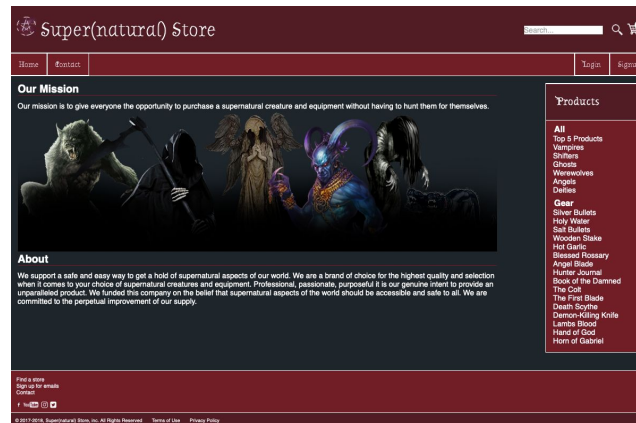 Super(natural) Store
Search...
Home
Contact
Login
Signu
Our Mission
Our mission is to give everyone the opportunity to purchase a supernatural creature and equipment without having to hunt them for themselves.
Products
All
Top 5 Products
Vampires
Shifters
Ghosts
Werewolves
Angels
Deities
Gear
Silver Bullets
Holy Water
Salt Bullets
Wooden Stake
Hot Garlic
Blessed Rossary
Angel Blade
Hunter Journal
Book of the Damned
The Colt
The First Blade
Death Scythe
Demon-Killing Knife
Lambs Blood
Hand of God
Horn of Gabriel
About
We support a safe and easy way to get a hold of supernatural aspects of our world. We are a brand of choice for the highest quality and selection
when it comes to your choice of supernatural creatures and equipment. Professional, passionate, purposeful it is our genuine intent to provide an
unparalleled product. We funded this company on the belief that supernatural aspects of the world should be accessible and safe to all. We are
committed to the perpetual improvement of our supply.
Find a store
Sign up for emails
Contact
You Tube
© 2017-2018, Super(natural) Store, Inc. All Rights Reserved Terms of Use Privacy Policy